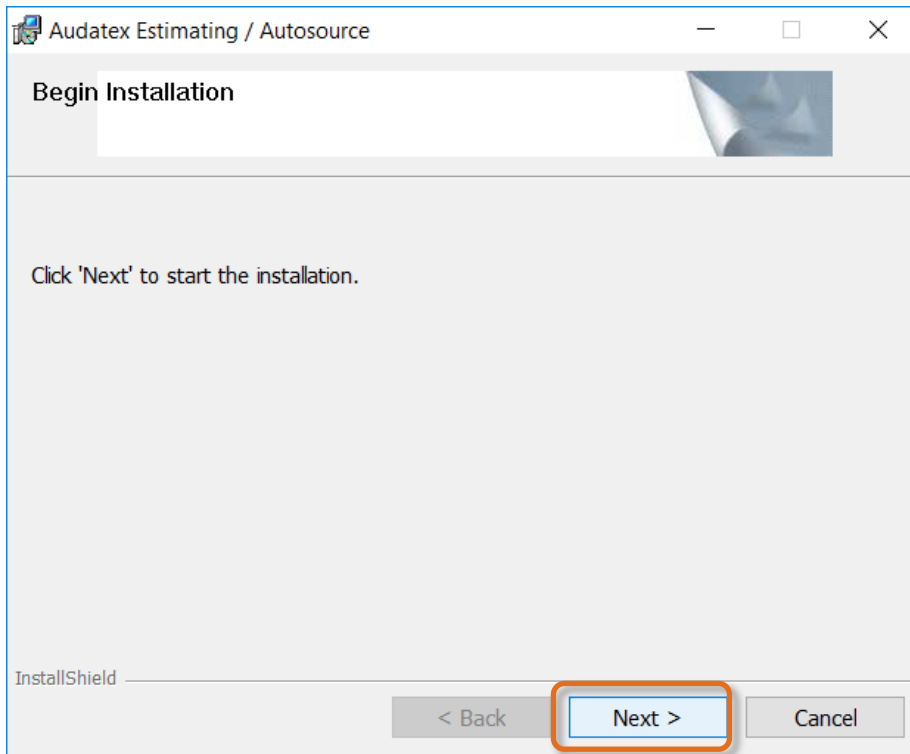 Audatex Estimating / Autosource
Begin Installation
Click 'Next' to start the installation.
InstallShield
< Back
Next >
Cancel